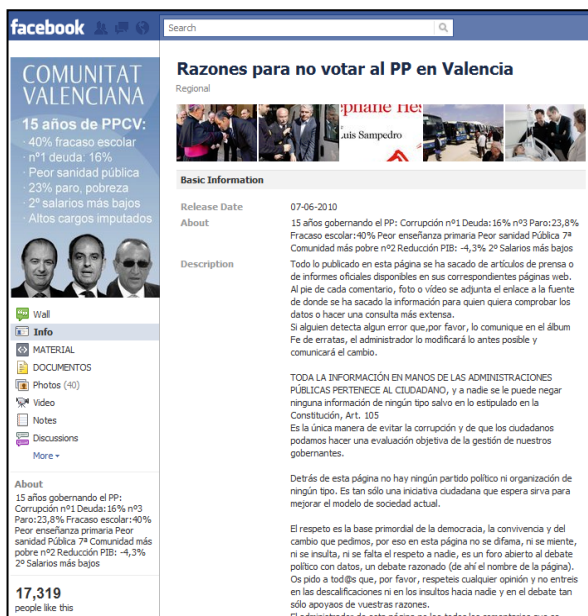 facebook
Search
COMUNITAT
VALENCIANA
15 años de PPCV:
· 40% fracaso escolar
· nº1 deuda: 16%
· Peor sanidad pública
· 23% paro, pobreza
· 2º salarios más bajos
· Altos cargos imputados
Wall
Info
MATERIAL
DOCUMENTOS
Photos (40)
Video
Notes
Discussions
More
About
15 años gobernando el PP:
Corrupción nº1 Deuda:16% nº3
Paro:23,8% Fracaso escolar:40%
Peor enseñanza primaria Peor
sanidad Pública 7ª Comunidad más
pobre nº2 Reducción PIB: -4,3%
2º Salarios más bajos
17,319
people like this
Razones para no votar al PP en Valencia
Regional
Luis Sampedro
Basic Information
Release Date
07-06-2010
About
15 años gobernando el PP: Corrupción nº1 Deuda:16% nº3 Paro:23,8%
Fracaso escolar:40% Peor enseñanza primaria Peor sanidad Pública 7ª
Comunidad más pobre nº2 Reducción PIB: -4,3% 2º Salarios más bajos
Description
Todo lo publicado en esta página se ha sacado de artículos de prensa o
de informes oficiales disponibles en sus correspondientes páginas web.
Al pie de cada comentario, foto o vídeo se adjunta el enlace a la fuente
de donde se ha sacado la información para quien quiera comprobar los
datos o hacer una consulta más extensa.
Si alguien detecta algun error que,por favor, lo comunique en el álbum
Fe de erratas, el administrador lo modificará lo antes posible y
comunicará el cambio.
TODA LA INFORMACIÓN EN MANOS DE LAS ADMINISTRACIONES
PÚBLICAS PERTENECE AL CIUDADANO, y a nadie se le puede negar
ninguna información de ningún tipo salvo en lo estipulado en la
Constitución, Art. 105
Es la única manera de evitar la corrupción y de que los ciudadanos
podamos hacer una evaluación objetiva de la gestión de nuestros
gobernantes.
Detrás de esta página no hay ningún partido político ni organización de
ningún tipo. Es tan sólo una iniciativa ciudadana que espera sirva para
mejorar el modelo de sociedad actual.
El respeto es la base primordial de la democracia, la convivencia y del
cambio que pedimos, por eso en esta página no se difama, ni se miente,
ni se insulta, ni se falta el respeto a nadie, es un foro abierto al debate
político con datos, un debate razonado (de ahí el nombre de la página).
Os pido a tod@s que, por favor, respeteis cualquier opinión y no entreis
en las descalificaciones ni en los insultos hacia nadie y en el debate tan
sólo apoyaos de vuestras razones.